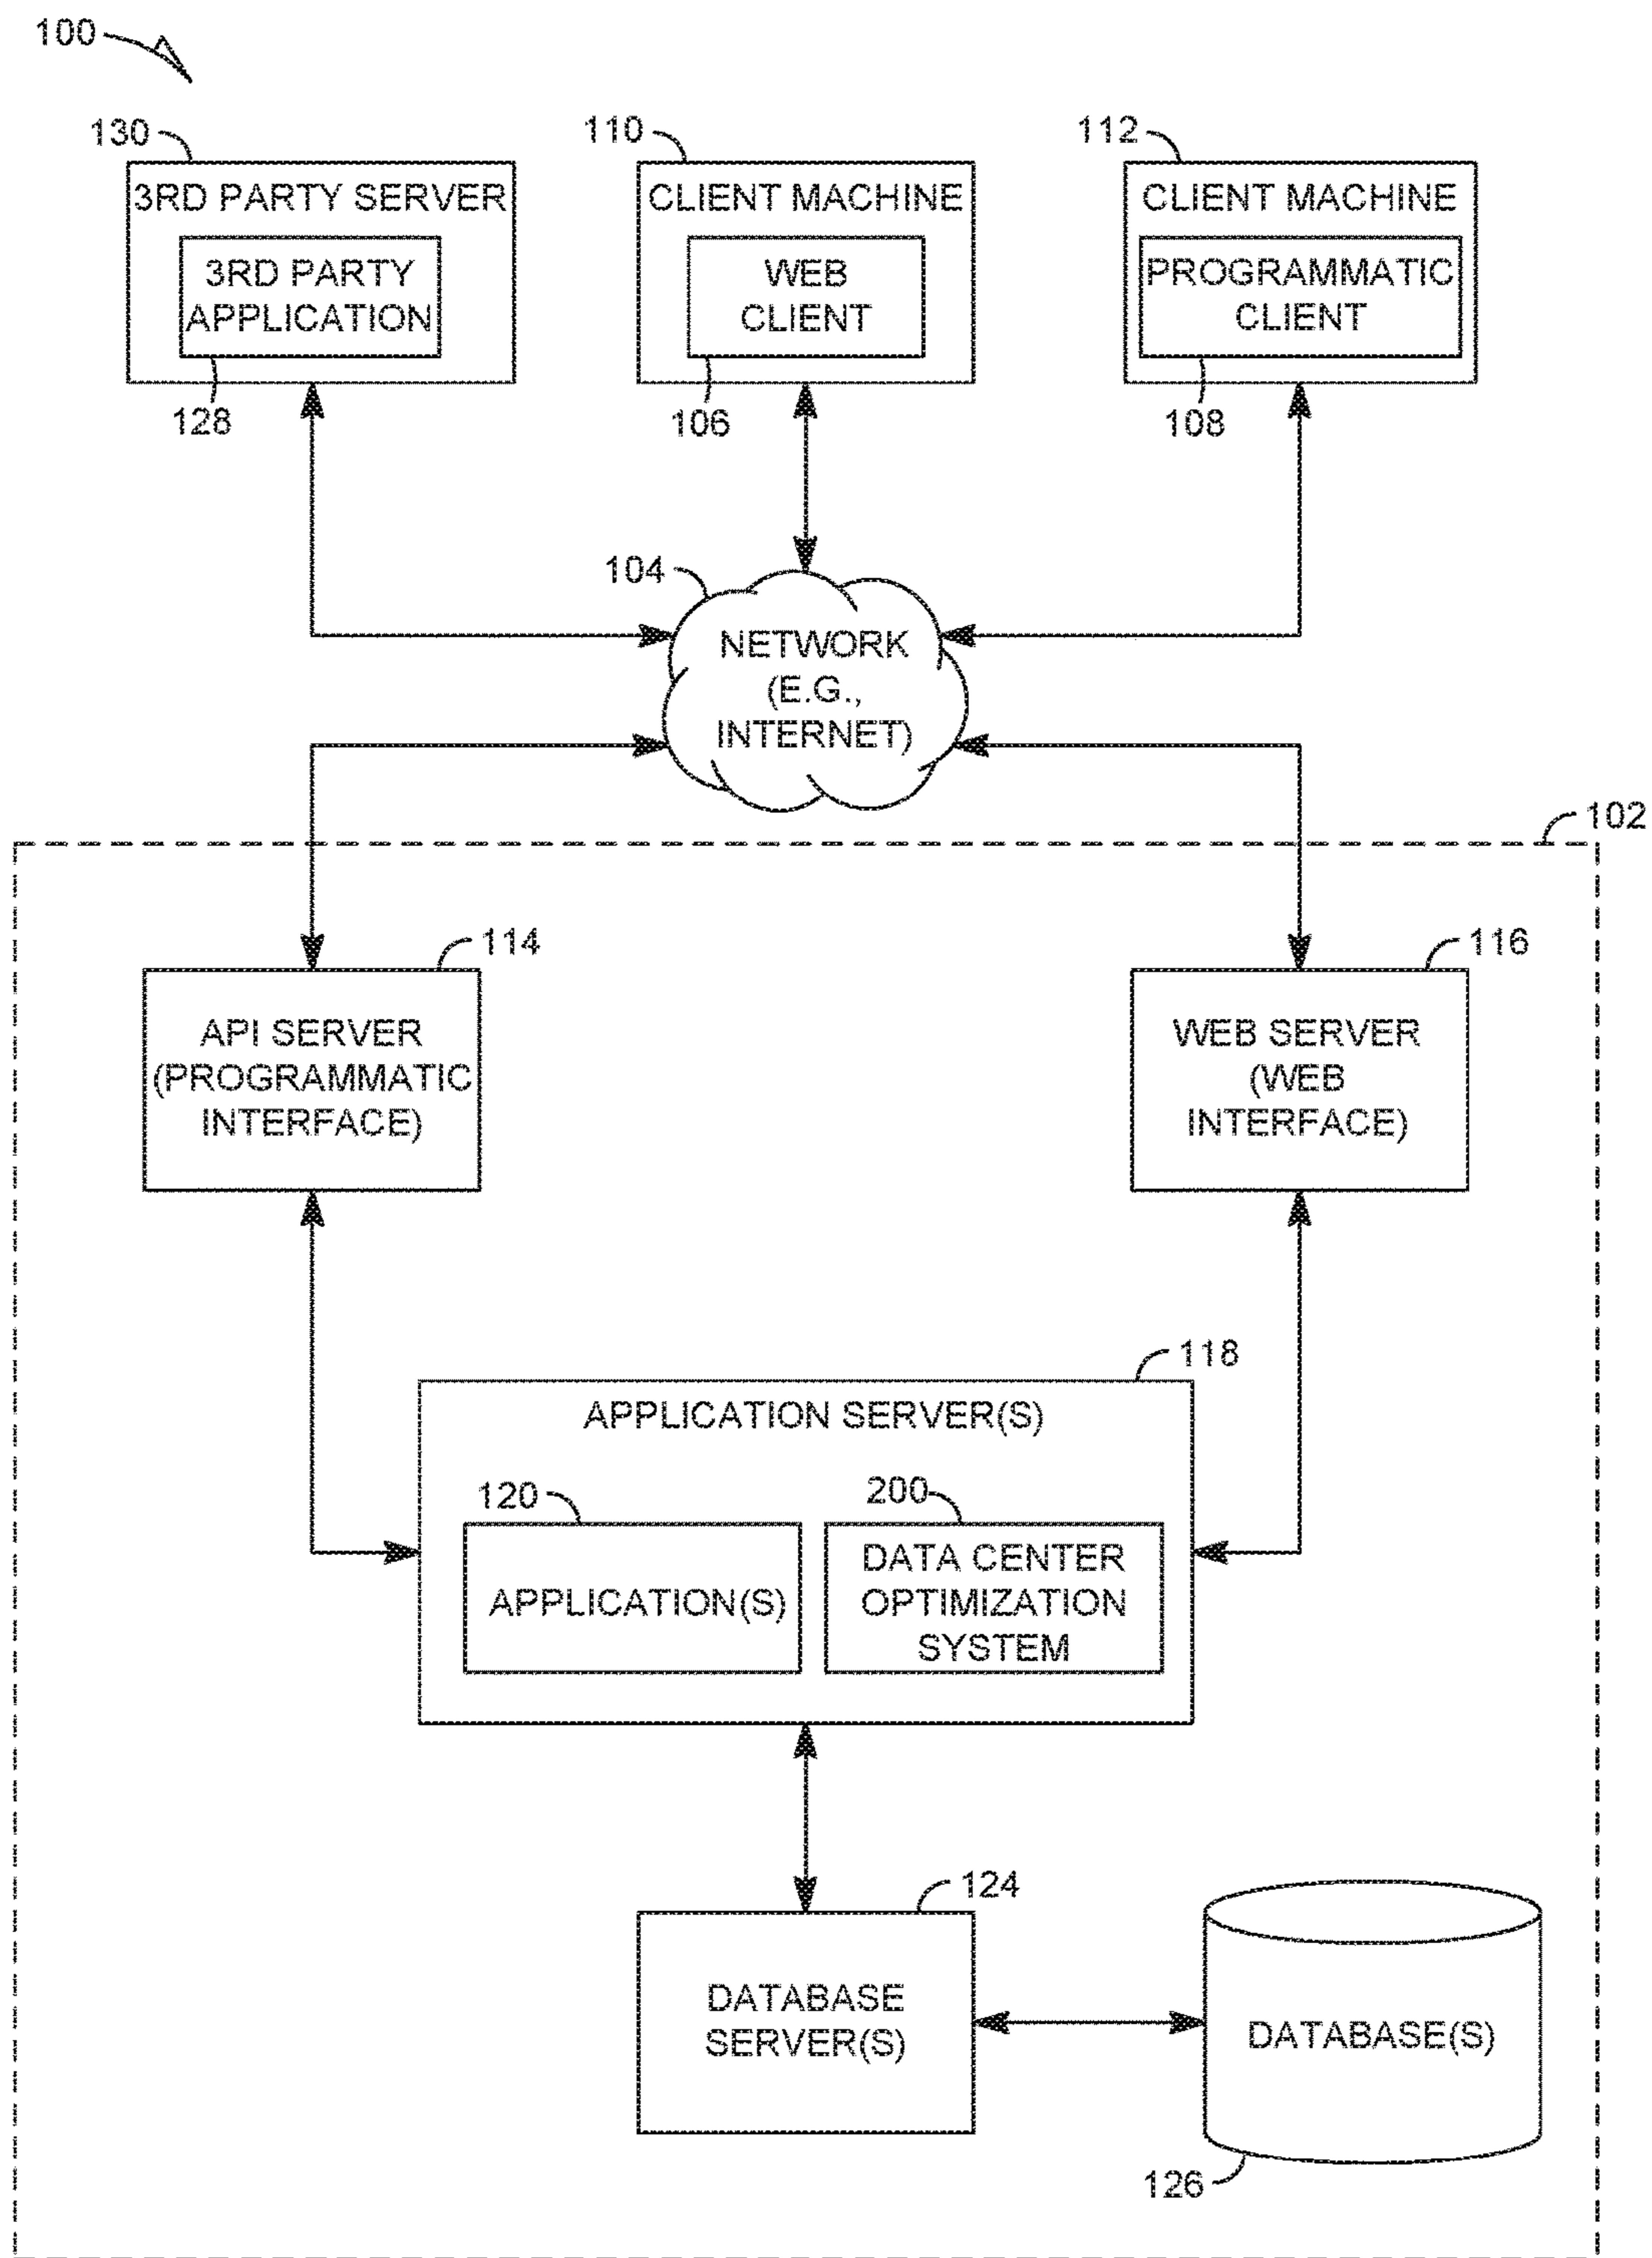 100
130
110
112
3RD PARTY SERVER
CLIENT MACHINE
CLIENT MACHINE
3RD PARTY
APPLICATION
WEB
CLIENT
PROGRAMMATIC
CLIENT
128
106
108
104
NETWORK
(E.G.,
INTERNET)
102
114
116
API SERVER
(PROGRAMMATIC
INTERFACE)
WEB SERVER
(WEB
INTERFACE)
118
APPLICATION SERVER(S)
120
200
APPLICATION(S)
DATA CENTER
OPTIMIZATION
SYSTEM
124
DATABASE
SERVER(S)
DATABASE(S)
126